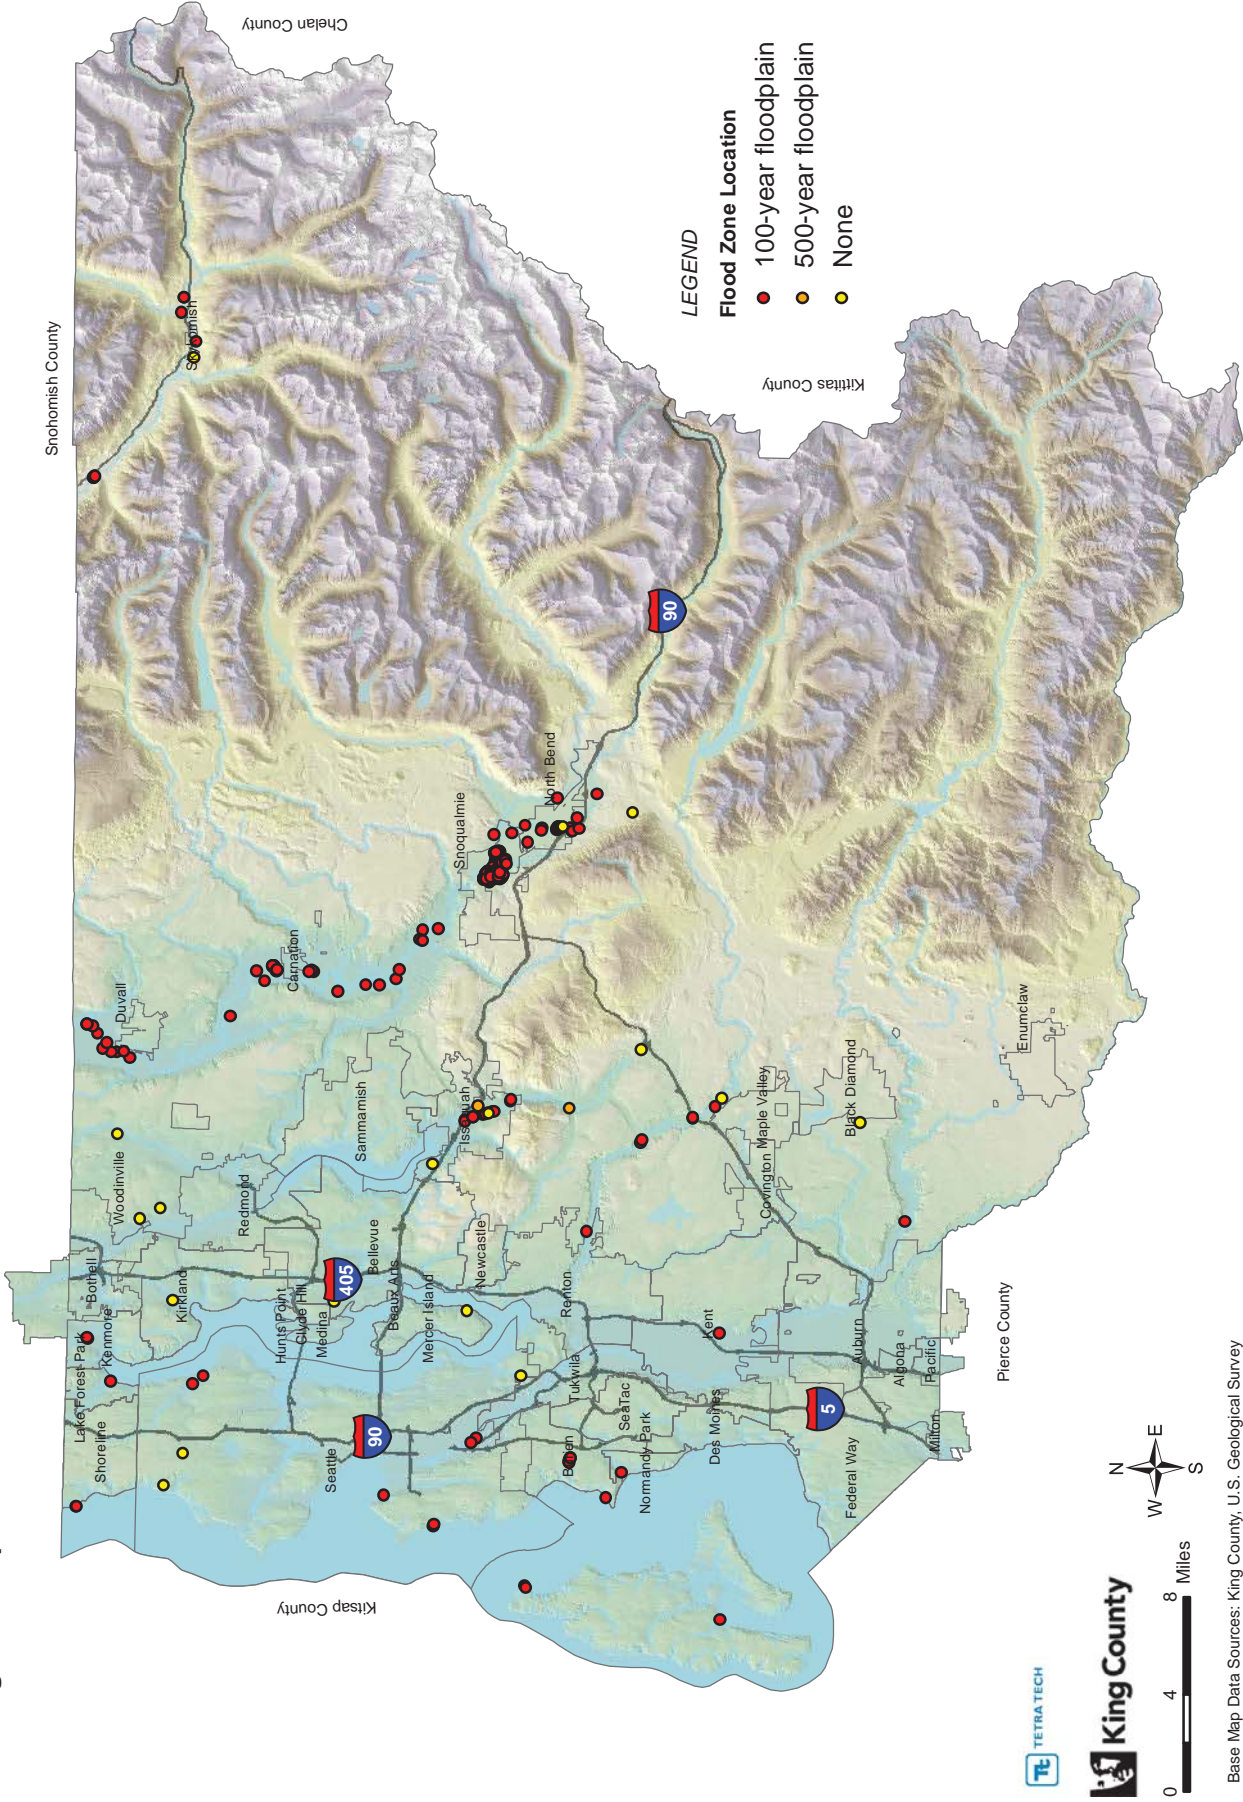 Snohomish County
Chelan County
Kittitas County
Pierce County
Kitsap County
LEGEND
Flood Zone Location
100-year floodplain
500-year floodplain
None
Lake Forest Park
Shoreline
Kenmore
Bothell
Woodinville
Duvall
Kirkland
Redmond
Carnation
Hunts Point
Clyde Hill
Medina
Bellevue
Sammamish
Seattle
Beaux Arts
Mercer Island
Newcastle
Issaquah
Snoqualmie
North Bend
Skykomish
Renton
Tukwila
Burien
SeaTac
Normandy Park
Des Moines
Kent
Covington
Maple Valley
Black Diamond
Enumclaw
Auburn
Federal Way
Algona
Pacific
Milton
405
90
90
5
N
W
E
S
TETRA TECH
Tt
King County
0
4
8
Miles
Base Map Data Sources: King County, U.S. Geological Survey